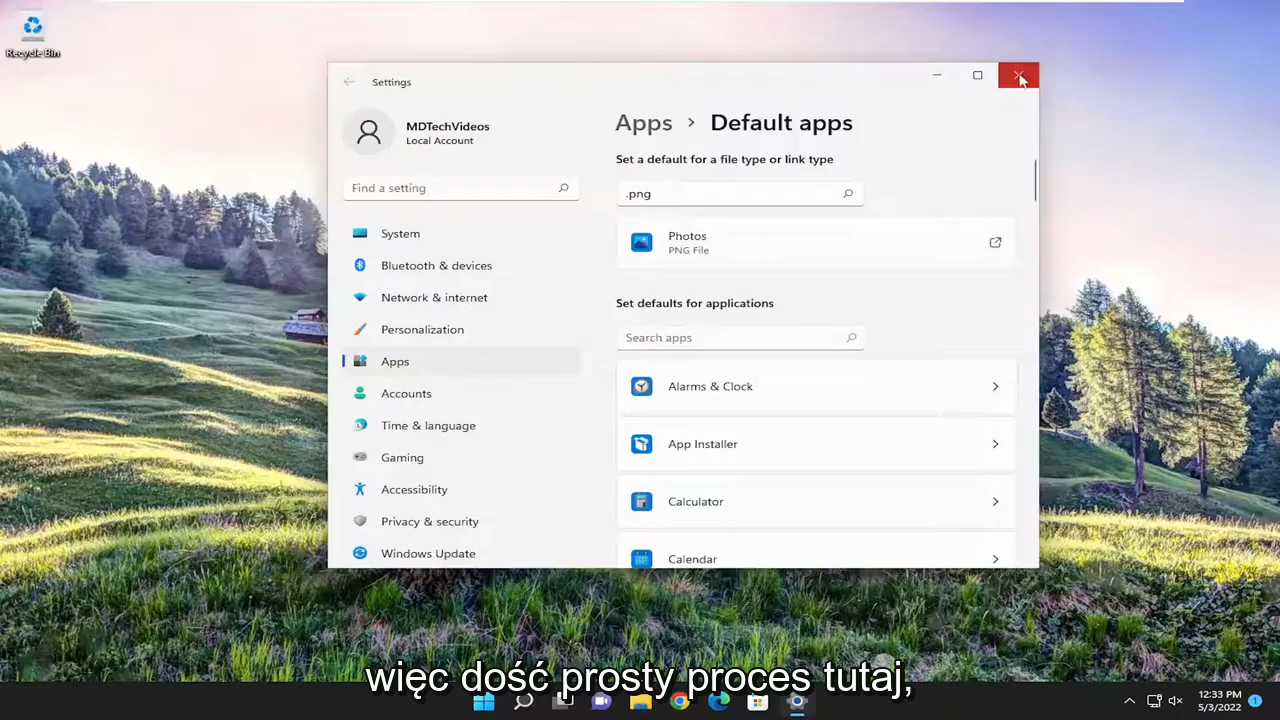 Recycle Bin
Settings
MDTechVideos
Local Account
Find a setting
System
Bluetooth & devices
Network & internet
Personalization
Apps
Accounts
Time & language
Gaming
Accessibility
Privacy & security
Windows Update
Apps > Default apps
Set a default for a file type or link type
.png
Photos
PNG File
Set defaults for applications
Search apps
Alarms & Clock
App Installer
Calculator
Calendar
więc dość prosty proces tutaj,
12:33 PM
5/3/2022
1